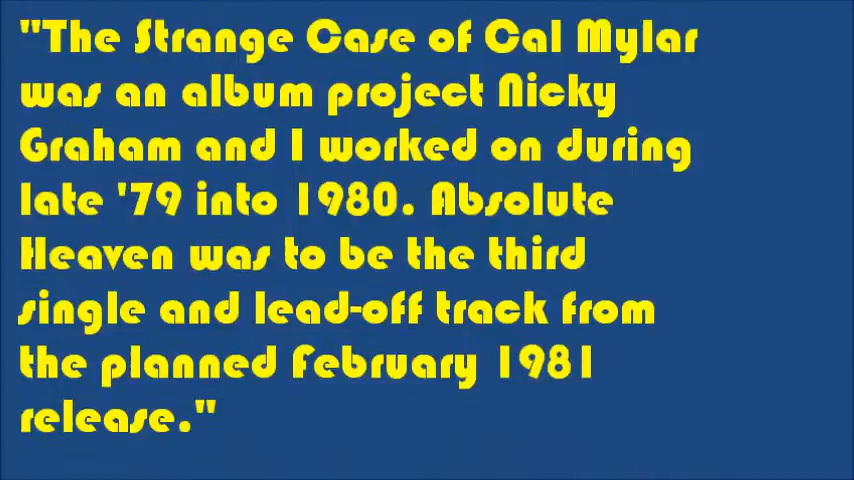 "The Strange Case of Cal Mylar
was an album project Nicky
Graham and I worked on during
late '79 into 1980. Absolute
Heaven was to be the third
single and lead-off track from
the planned February 1981
release."